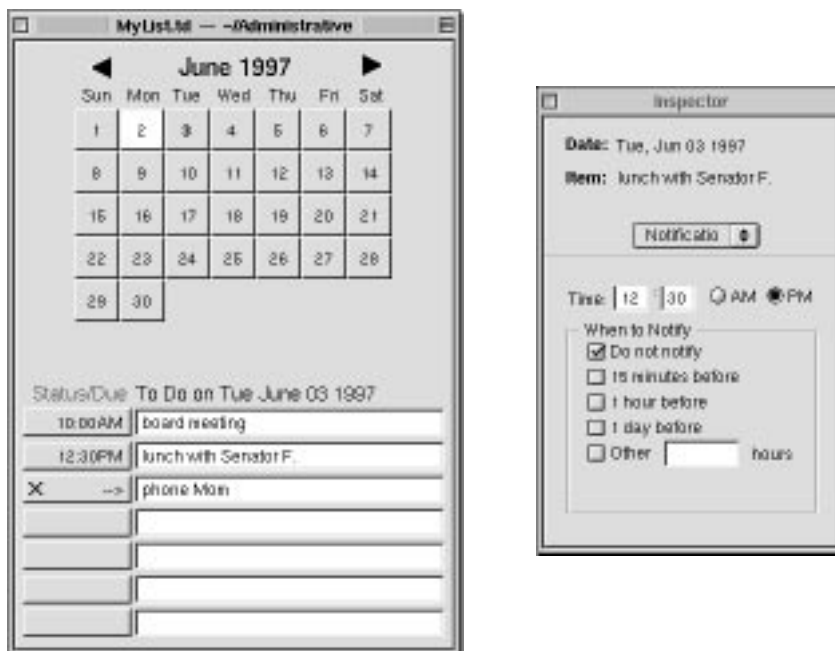 MyList.td — ~/Administrative
June 1997
Sun Mon Tue Wed Thu Fri Sat
1 2 3 4 5 6 7
8 9 10 11 12 13 14
15 16 17 18 19 20 21
22 23 24 25 26 27 28
29 30
Status/Due To Do on Tue June 03 1997
10:00AM board meeting
12:30PM lunch with Senator F.
X --> phone Mom
Inspector
Date: Tue, Jun 03 1997
Item: lunch with Senator F.
Notificatio
Time: 12 : 30 AM PM
When to Notify
Do not notify
15 minutes before
1 hour before
1 day before
Other hours